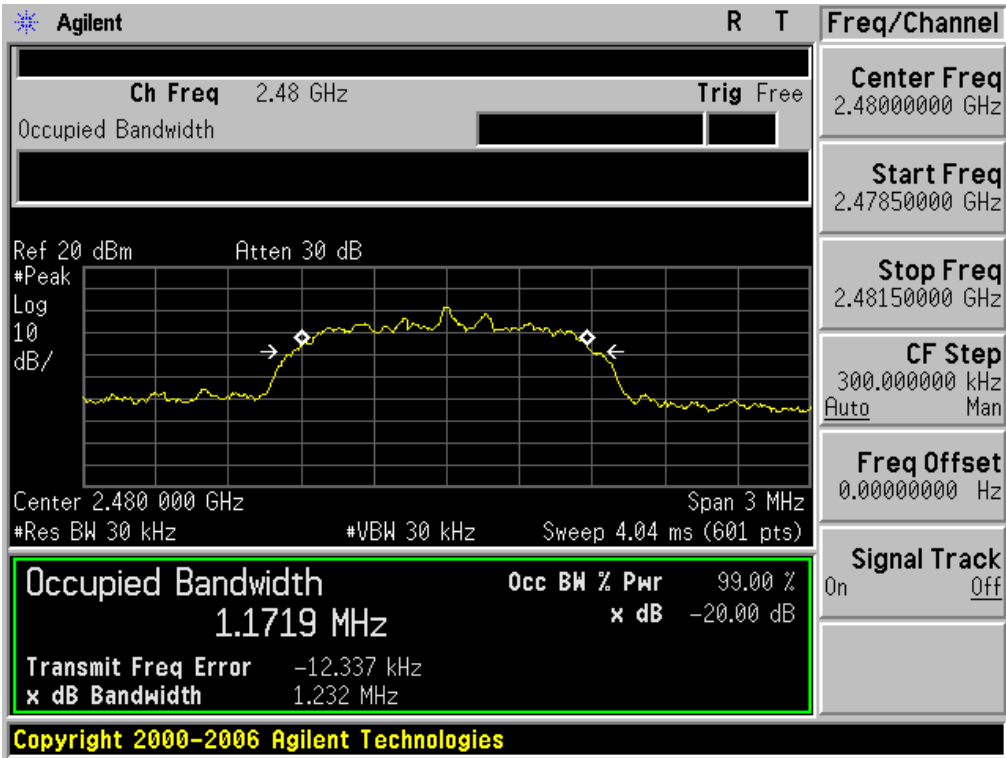 Agilent R T Freq/Channel
Ch Freq 2.48 GHz Trig Free
Occupied Bandwidth
Center Freq
2.48000000 GHz
Start Freq
2.47850000 GHz
Stop Freq
2.48150000 GHz
CF Step
300.000000 kHz
Auto Man
Freq Offset
0.00000000 Hz
Signal Track
On Off
Ref 20 dBm Atten 30 dB
#Peak
Log
10
dB/
Center 2.480 000 GHz Span 3 MHz
#Res BW 30 kHz #VBW 30 kHz Sweep 4.04 ms (601 pts)
Occupied Bandwidth Occ BW % Pwr 99.00 %
1.1719 MHz x dB -20.00 dB
Transmit Freq Error -12.337 kHz
x dB Bandwidth 1.232 MHz
Copyright 2000-2006 Agilent Technologies